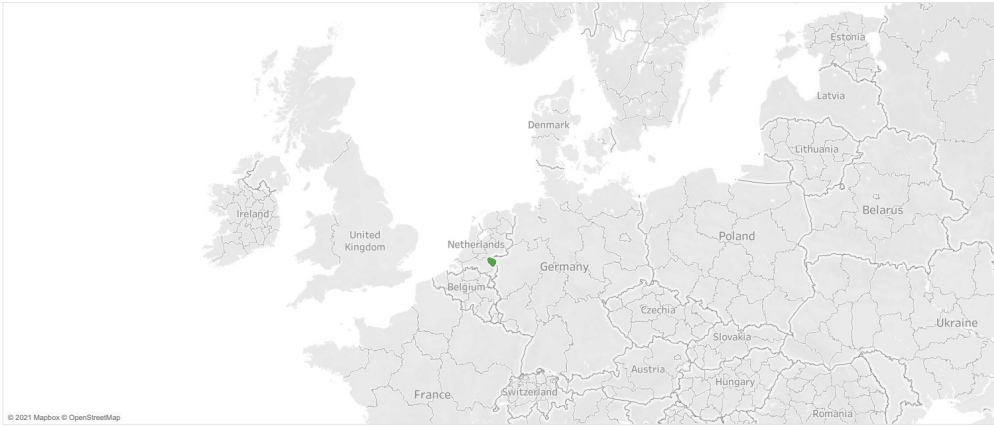 Estonia
Latvia
Denmark
Lithuania
Ireland
Belarus
United
Kingdom
Poland
Netherlands
Germany
Belgium
Czechia
Ukraine
Slovakia
Austria
Hungary
France
Switzerland
Romania
© 2021 Mapbox © OpenStreetMap